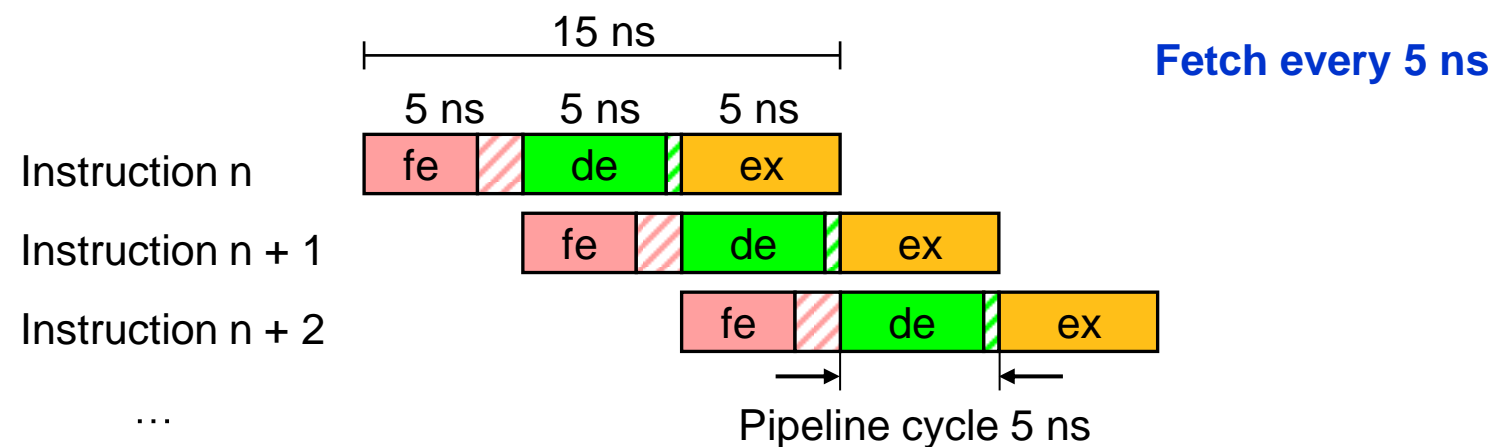 15 ns
Fetch every 5 ns
5 ns 5 ns 5 ns
Instruction n fe de ex
Instruction n + 1 fe de ex
Instruction n + 2 fe de ex
…
Pipeline cycle 5 ns